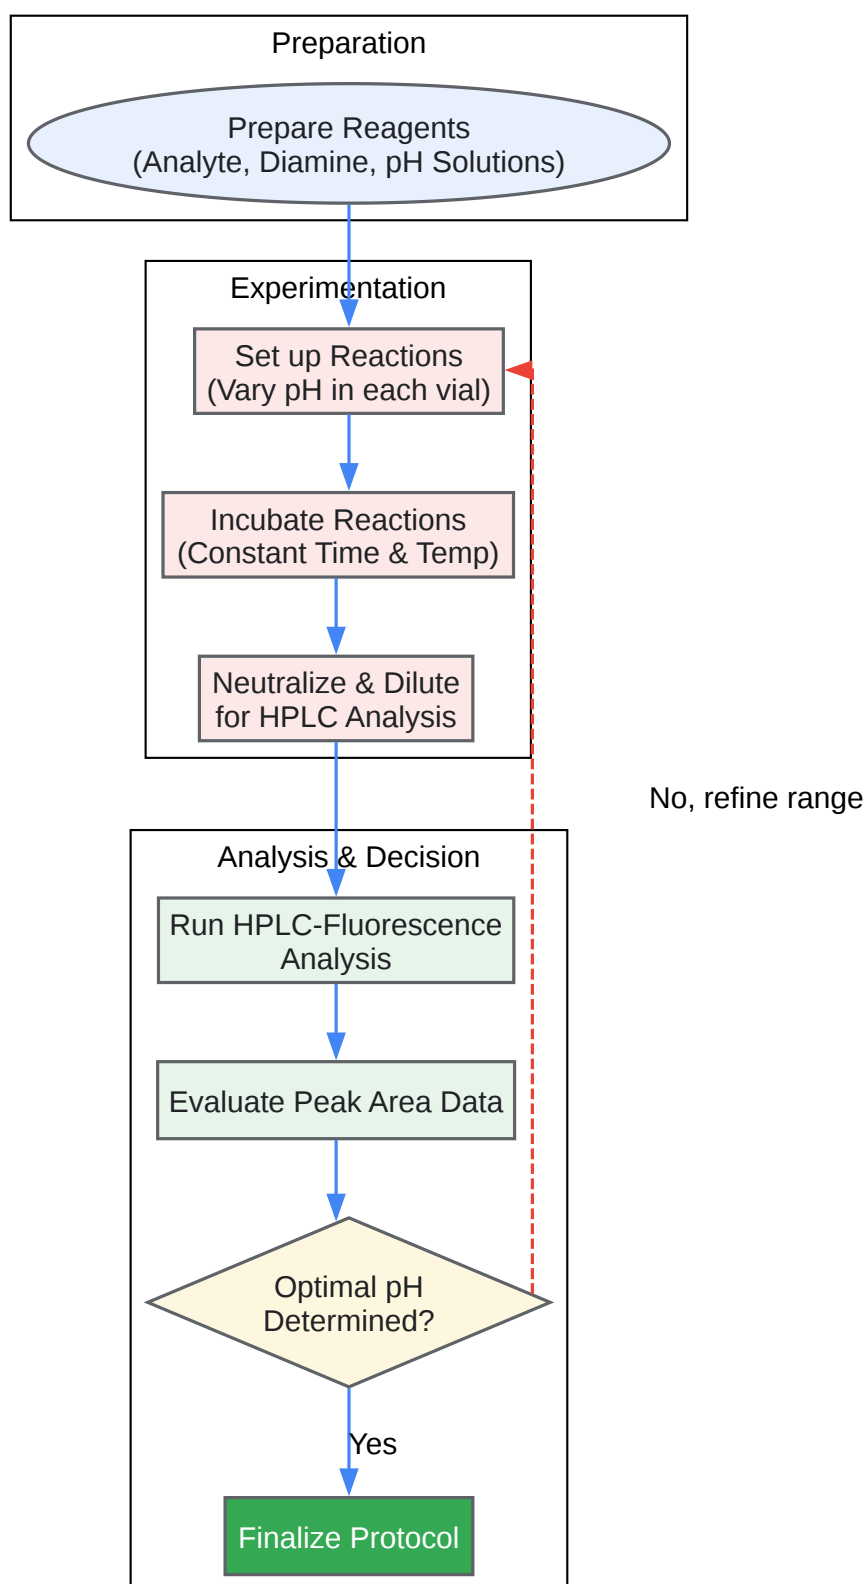 Preparation
Prepare Reagents
(Analyte, Diamine, pH Solutions)
Experimentation
Set up Reactions
(Vary pH in each vial)
Incubate Reactions
(Constant Time & Temp)
Neutralize & Dilute
for HPLC Analysis
No, refine range
Analysis & Decision
Run HPLC-Fluorescence
Analysis
Evaluate Peak Area Data
Optimal pH
Determined?
Yes
Finalize Protocol